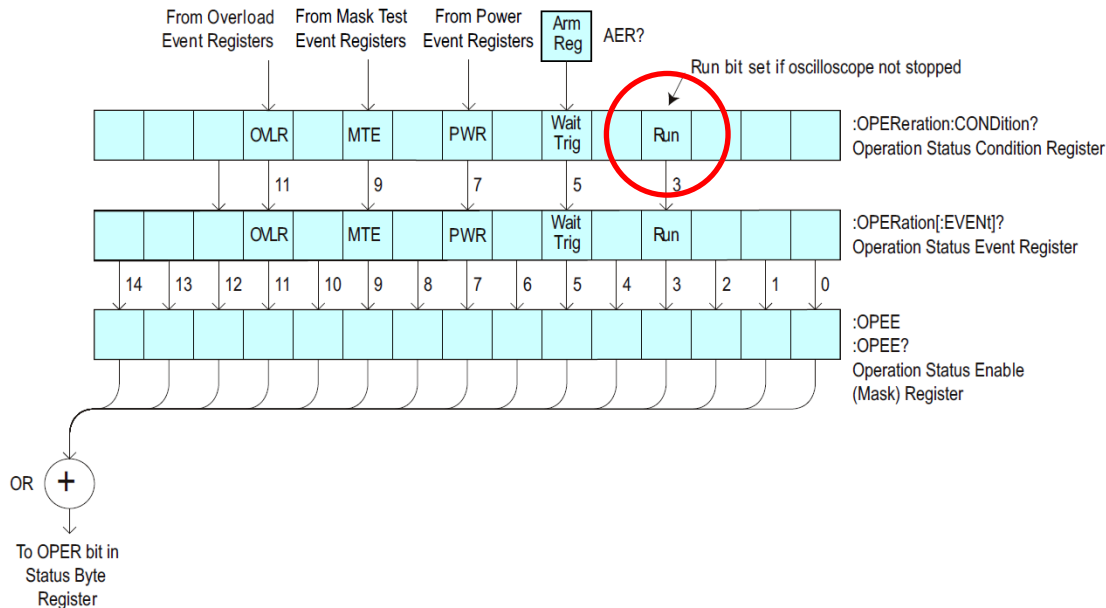 From Overload
Event Registers
From Mask Test
Event Registers
From Power
Event Registers
Arm
Reg
AER?
Run bit set if oscilloscope not stopped
OVLR
MTE
PWR
Wait
Trig
Run
:OPEReration:CONDition?
Operation Status Condition Register
11
9
7
5
3
OVLR
MTE
PWR
Wait
Trig
Run
:OPERation[:EVENt]?
Operation Status Event Register
14
13
12
11
10
9
8
7
6
5
4
3
2
1
0
:OPEE
:OPEE?
Operation Status Enable
(Mask) Register
OR
+
To OPER bit in
Status Byte
Register